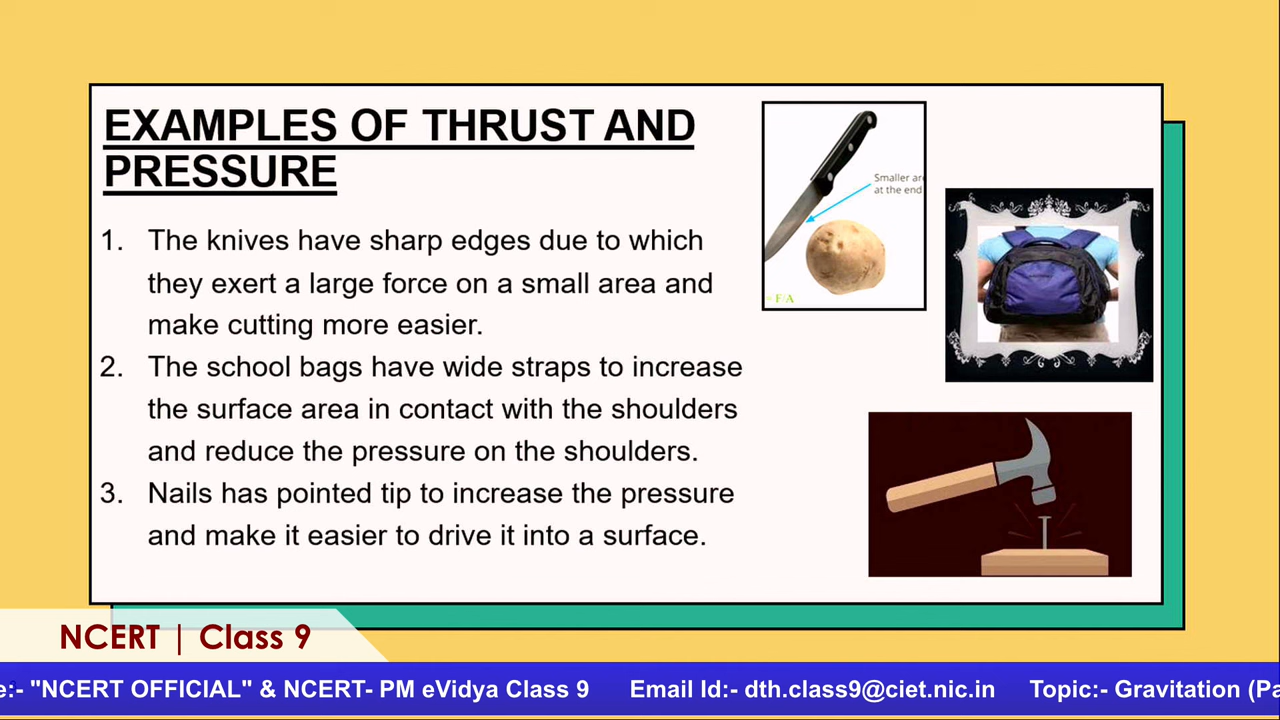 EXAMPLES OF THRUST AND
PRESSURE
1. The knives have sharp edges due to which
they exert a large force on a small area and
make cutting more easier.
2. The school bags have wide straps to increase
the surface area in contact with the shoulders
and reduce the pressure on the shoulders.
3. Nails has pointed tip to increase the pressure
and make it easier to drive it into a surface.
Smaller
at the end
= F/A
NCERT | Class 9
e:- "NCERT OFFICIAL" & NCERT- PM eVidya Class 9 Email Id:- dth.class9@ciet.nic.in Topic:- Gravitation (Pa